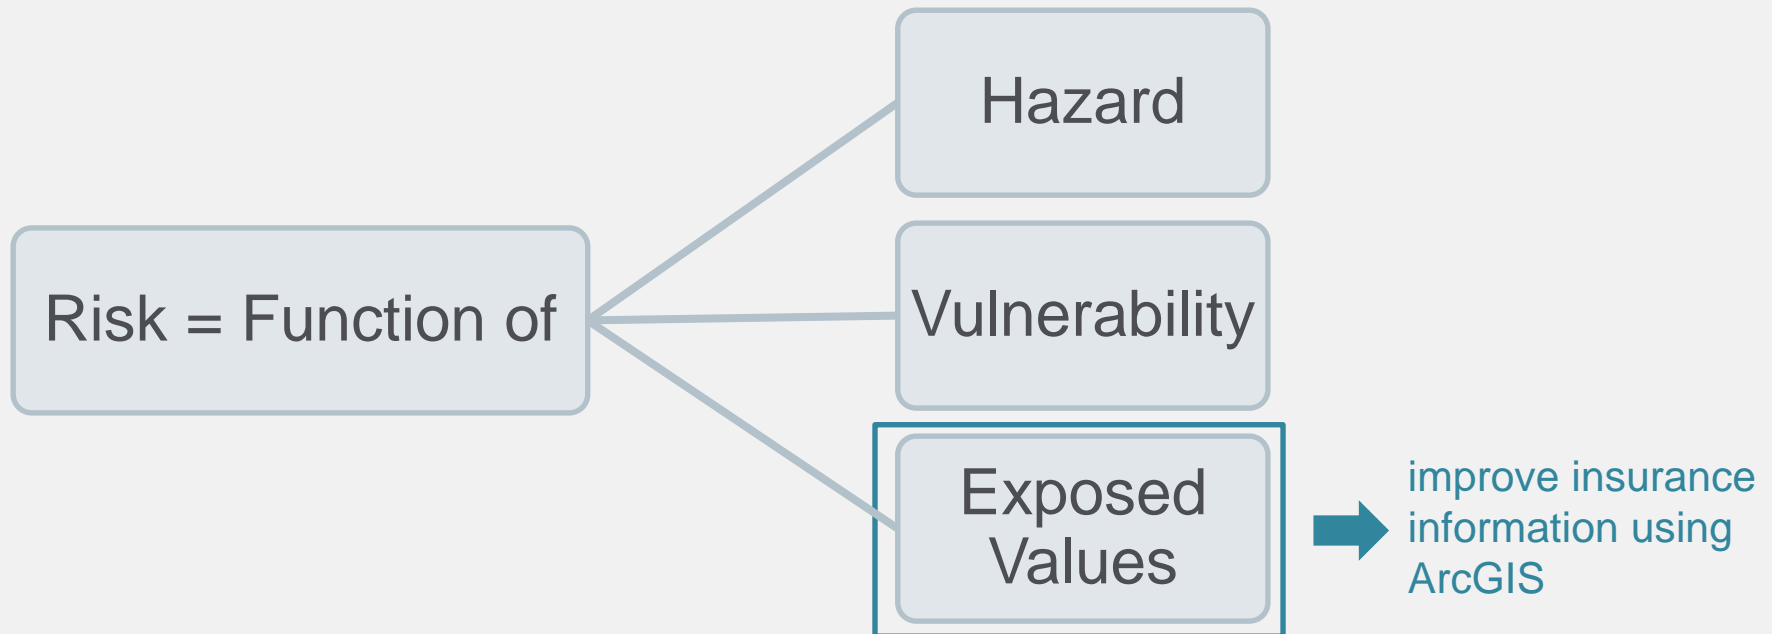 Hazard
Risk = Function of
Vulnerability
Exposed
Values
improve insurance
information using
ArcGIS